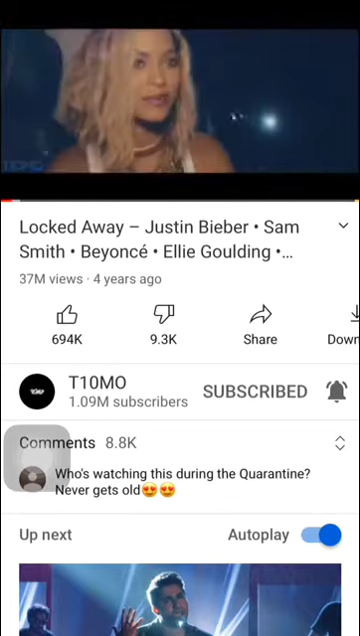 Locked Away – Justin Bieber • Sam
Smith • Beyoncé • Ellie Goulding •...
37M views · 4 years ago
694K
9.3K
Share
Down
T10MO
1.09M subscribers
SUBSCRIBED
Comments 8.8K
Who's watching this during the Quarantine?
Never gets old😍😍
Up next
Autoplay